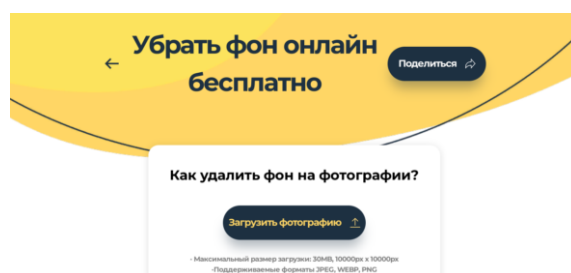 Убрать фон онлайн
бесплатно
Поделиться
Как удалить фон на фотографии?
Загрузить фотографию
- Максимальный размер загрузки: 30MB, 10000px x 10000px
-Поддерживаемые форматы JPEG, WEBP, PNG